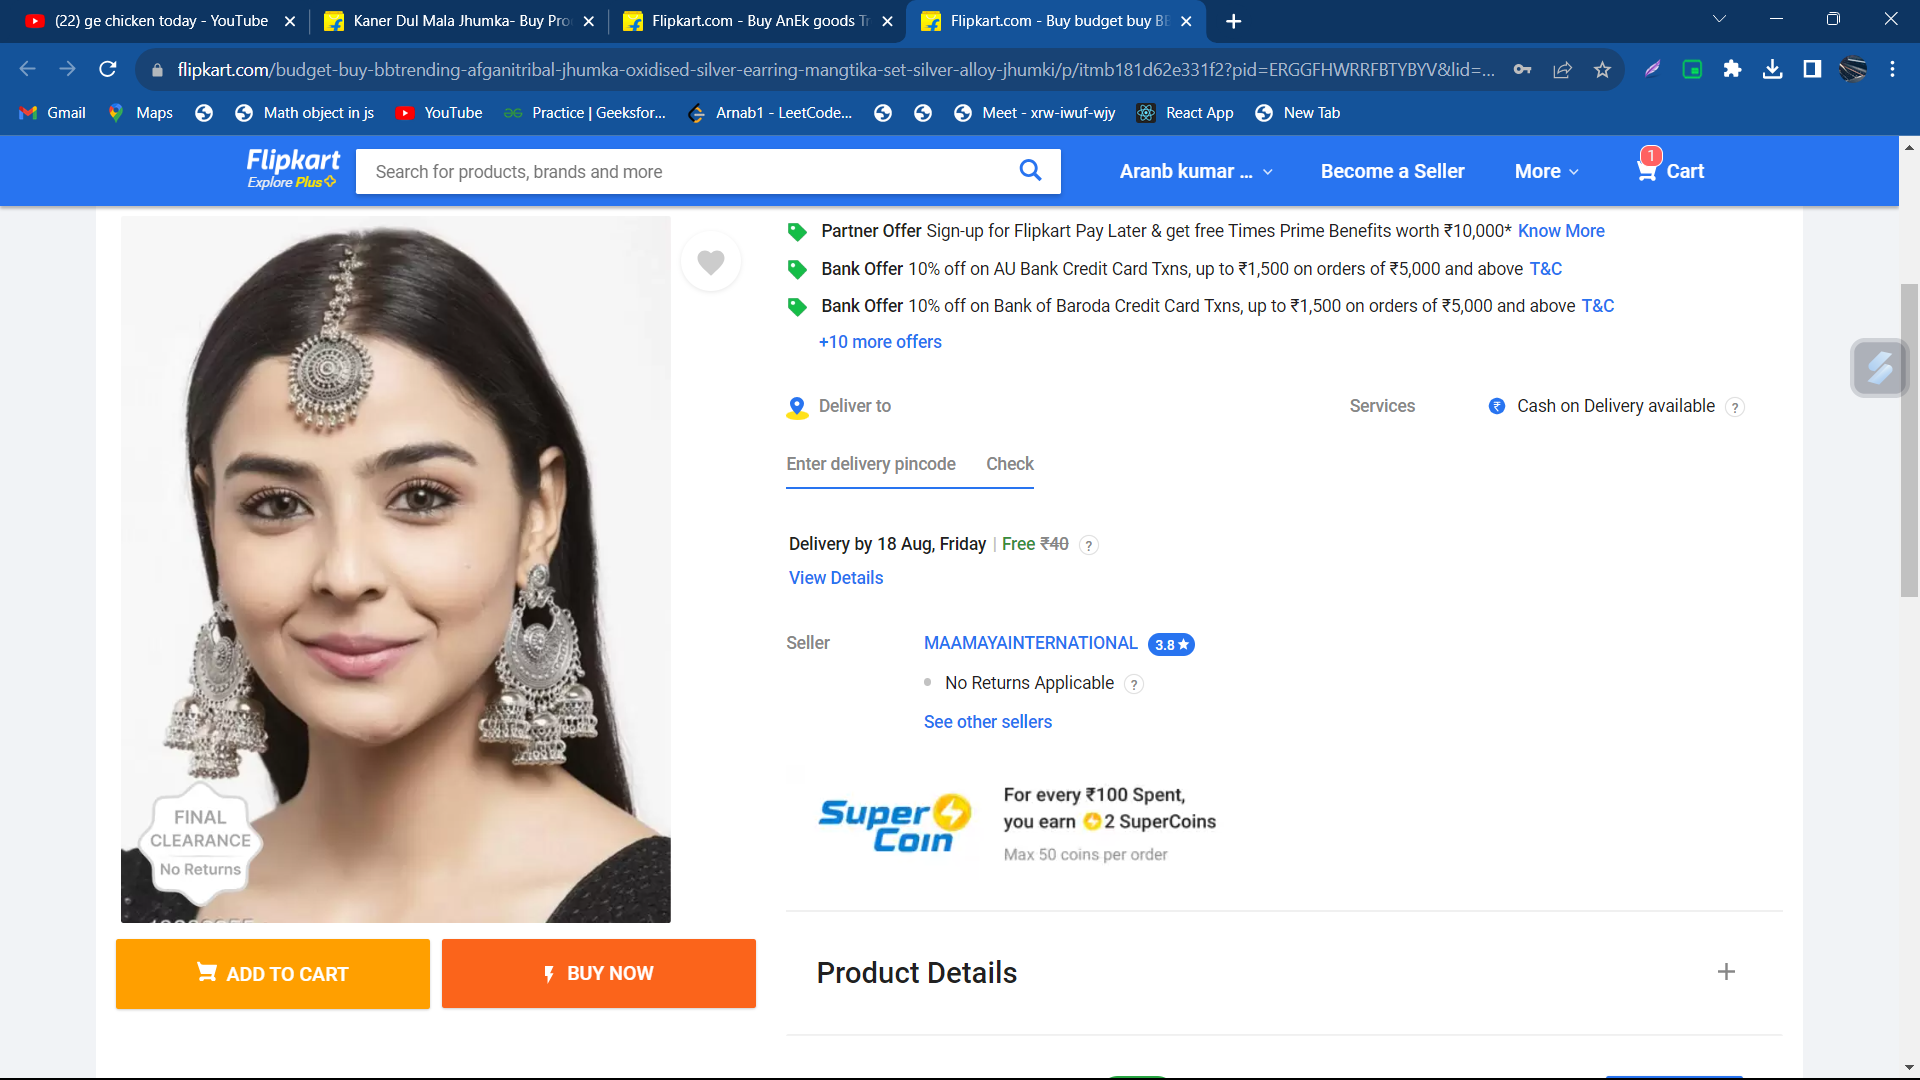 (22) ge chicken today - YouTube
Kaner Dul Mala Jhumka- Buy Pro
Flipkart.com - Buy AnEk goods Tr
Flipkart.com - Buy budget buy BB
flipkart.com/budget-buy-bbtrending-afganitribal-jhumka-oxidised-silver-earring-mangtika-set-silver-alloy-jhumki/p/itmb181d62e331f2?pid=ERGGFHWRRFBTYBYV&lid=...
Gmail
Maps
Math object in js
YouTube
Practice | Geeksfor...
Arnab1 - LeetCode...
Meet - xrw-iwuf-wjy
React App
New Tab
Flipkart
Explore Plus
Search for products, brands and more
Aranb kumar ...
Become a Seller
More
1
Cart
Partner Offer Sign-up for Flipkart Pay Later & get free Times Prime Benefits worth ₹10,000* Know More
Bank Offer 10% off on AU Bank Credit Card Txns, up to ₹1,500 on orders of ₹5,000 and above T&C
Bank Offer 10% off on Bank of Baroda Credit Card Txns, up to ₹1,500 on orders of ₹5,000 and above T&C
+10 more offers
Deliver to
Services
₹ Cash on Delivery available ?
Enter delivery pincode
Check
Delivery by 18 Aug, Friday | Free ₹40 ?
View Details
Seller
MAAMAYAINTERNATIONAL 3.8★
No Returns Applicable ?
See other sellers
Super
Coin
For every ₹100 Spent,
you earn 2 SuperCoins
Max 50 coins per order
FINAL
CLEARANCE
No Returns
ADD TO CART
BUY NOW
Product Details
+